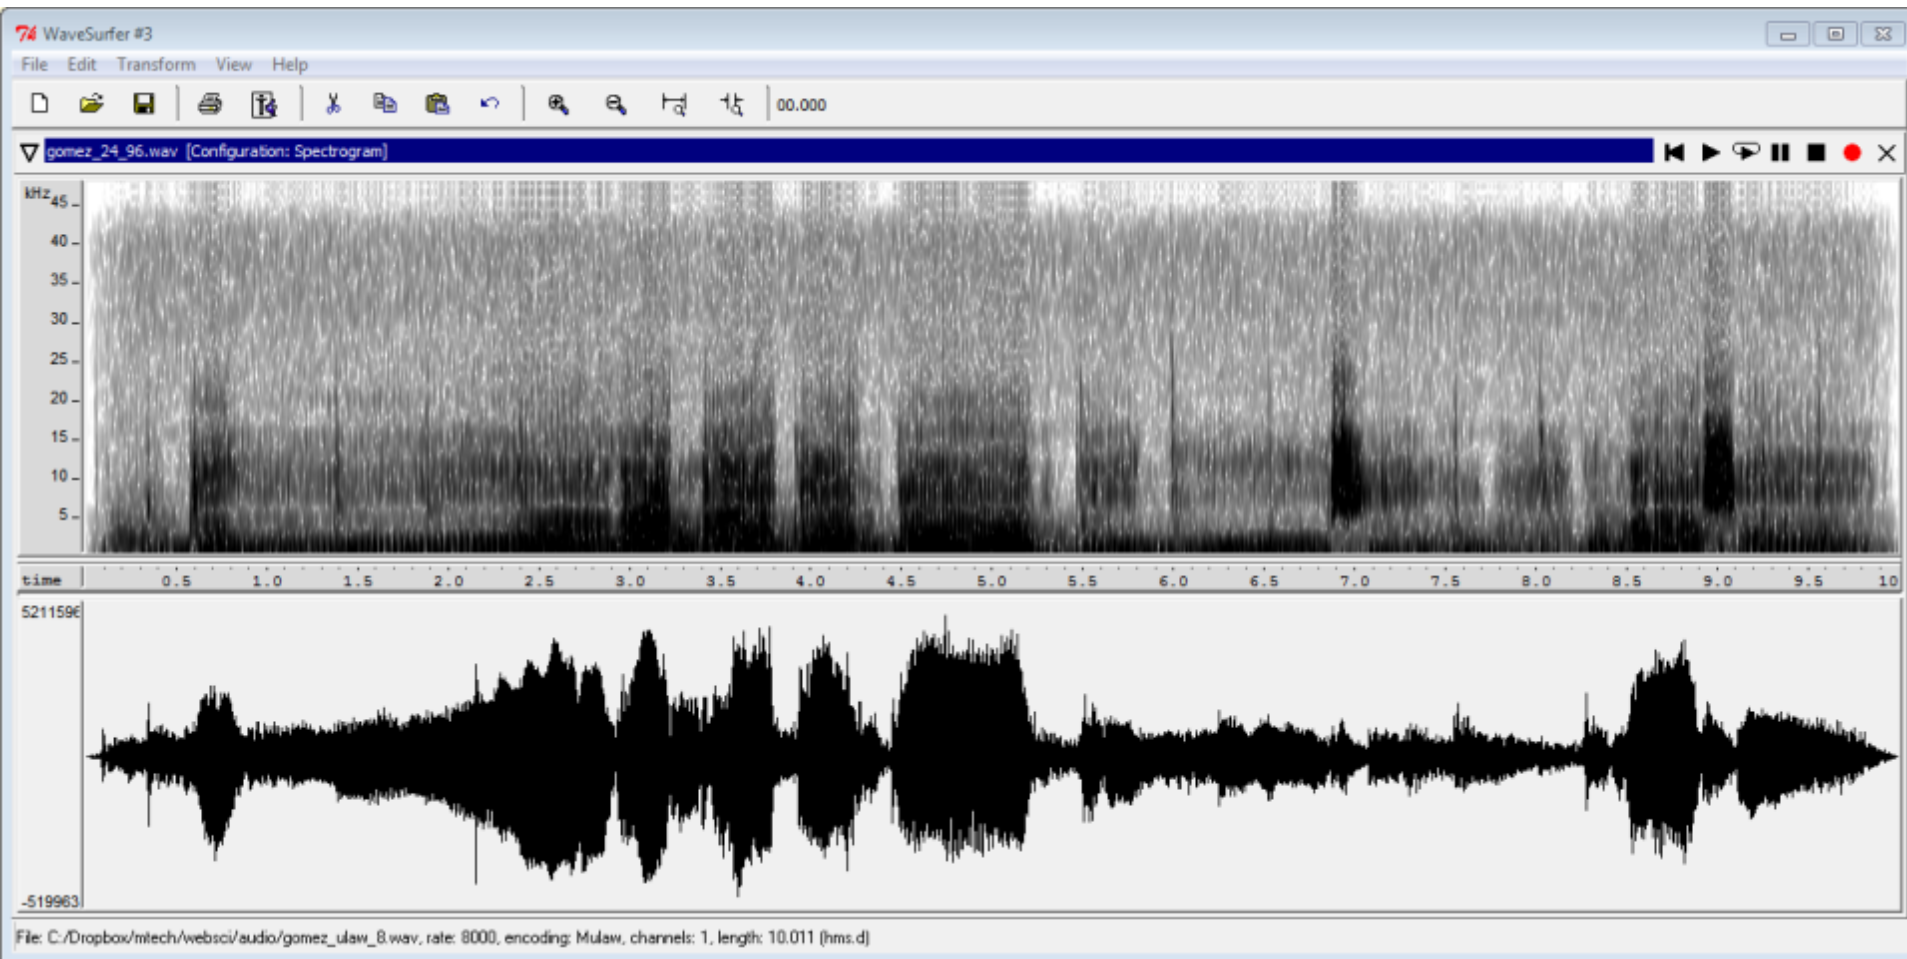 WaveSurfer #3
File Edit Transform View Help
00.000
gomez_24_96.wav [Configuration: Spectrogram]
kHz
45
40
35
30
25
20
15
10
5
time 0.5 1.0 1.5 2.0 2.5 3.0 3.5 4.0 4.5 5.0 5.5 6.0 6.5 7.0 7.5 8.0 8.5 9.0 9.5 10
5211596
-519963
File: C:/Dropbox/mtech/websci/audio/gomez_ulaw_8.wav, rate: 8000, encoding: Mulaw, channels: 1, length: 10.011 (hms.d)